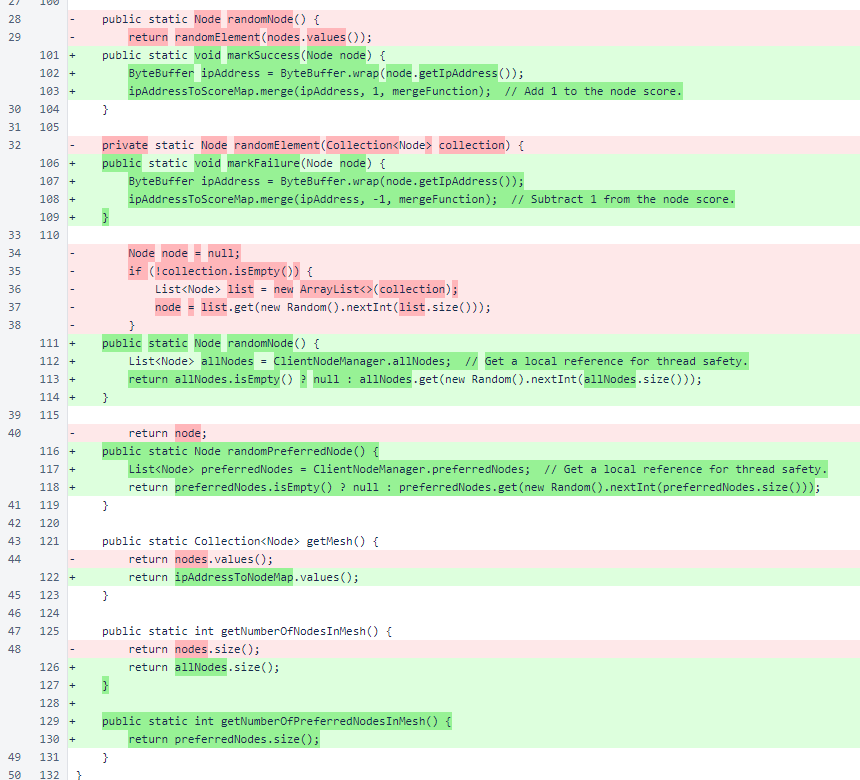 27 100
28 - public static Node randomNode() {
29 - return randomElement(nodes.values());
101 + public static void markSuccess(Node node) {
102 + ByteBuffer ipAddress = ByteBuffer.wrap(node.getIpAddress());
103 + ipAddressToScoreMap.merge(ipAddress, 1, mergeFunction);  // Add 1 to the node score.
30 104 }
31 105
32 - private static Node randomElement(Collection<Node> collection) {
106 + public static void markFailure(Node node) {
107 + ByteBuffer ipAddress = ByteBuffer.wrap(node.getIpAddress());
108 + ipAddressToScoreMap.merge(ipAddress, -1, mergeFunction);  // Subtract 1 from the node score.
109 + }
33 110
34 - Node node = null;
35 - if (!collection.isEmpty()) {
36 - List<Node> list = new ArrayList<>(collection);
37 - node = list.get(new Random().nextInt(list.size()));
38 - }
111 + public static Node randomNode() {
112 + List<Node> allNodes = ClientNodeManager.allNodes;  // Get a local reference for thread safety.
113 + return allNodes.isEmpty() ? null : allNodes.get(new Random().nextInt(allNodes.size()));
114 + }
39 115
40 - return node;
116 + public static Node randomPreferredNode() {
117 + List<Node> preferredNodes = ClientNodeManager.preferredNodes;  // Get a local reference for thread safety.
118 + return preferredNodes.isEmpty() ? null : preferredNodes.get(new Random().nextInt(preferredNodes.size()));
41 119 }
42 120
43 121 public static Collection<Node> getMesh() {
44 - return nodes.values();
122 + return ipAddressToNodeMap.values();
45 123 }
46 124
47 125 public static int getNumberOfNodesInMesh() {
48 - return nodes.size();
126 + return allNodes.size();
127 + }
128 +
129 + public static int getNumberOfPreferredNodesInMesh() {
130 + return preferredNodes.size();
49 131 }
50 132 }